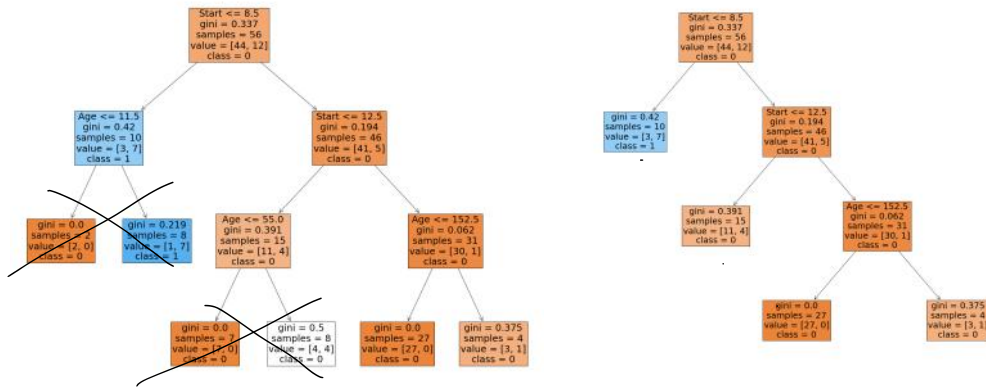 Start <= 8.5
gini = 0.337
samples = 56
value = [44, 12]
class = 0
Age <= 11.5
gini = 0.42
samples = 10
value = [3, 7]
class = 1
Start <= 12.5
gini = 0.194
samples = 46
value = [41, 5]
class = 0
gini = 0.0
samples = 2
value = [2, 0]
class = 0
gini = 0.219
samples = 8
value = [1, 7]
class = 1
Age <= 55.0
gini = 0.391
samples = 15
value = [11, 4]
class = 0
Age <= 152.5
gini = 0.062
samples = 31
value = [30, 1]
class = 0
gini = 0.0
samples = 7
value = [7, 0]
class = 0
gini = 0.5
samples = 8
value = [4, 4]
class = 0
gini = 0.0
samples = 27
value = [27, 0]
class = 0
gini = 0.375
samples = 4
value = [3, 1]
class = 0
Start <= 8.5
gini = 0.337
samples = 56
value = [44, 12]
class = 0
gini = 0.42
samples = 10
value = [3, 7]
class = 1
Start <= 12.5
gini = 0.194
samples = 46
value = [41, 5]
class = 0
gini = 0.391
samples = 15
value = [11, 4]
class = 0
Age <= 152.5
gini = 0.062
samples = 31
value = [30, 1]
class = 0
gini = 0.0
samples = 27
value = [27, 0]
class = 0
gini = 0.375
samples = 4
value = [3, 1]
class = 0